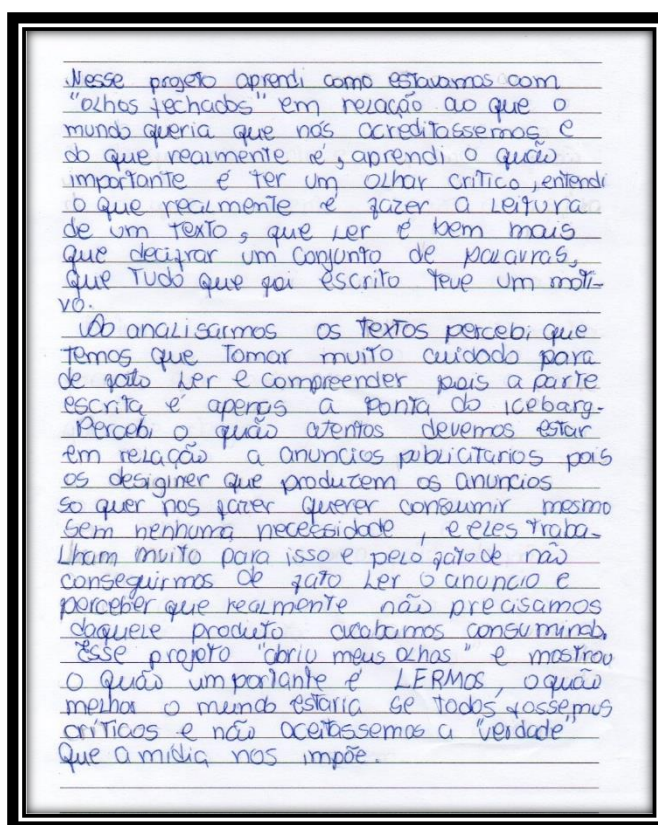 Nesse projeto aprendi como estavamos com
"olhos fechados" em relação ao que o
mundo queria que nós acreditassemos e
do que realmente é, aprendi o quão
importante é ter um olhar crítico, entendi
o que realmente é fazer a leitura
de um texto, que ler é bem mais
que decifrar um conjunto de palavras,
que tudo que foi escrito teve um moti-
vo.
Ao analisarmos os textos percebi que
temos que tomar muito cuidado para
de fato ler e compreender pois a parte
escrita é apenas a ponta do icebarg.
Percebi o quão atentos devemos estar
em relação a anuncios publicitarios pois
os designer que produzem os anuncios
so quer nos fazer querer consumir mesmo
sem nenhuma necessidade, e eles traba-
lham muito para isso e pelo fato de não
conseguirmos de fato ler o anuncio e
perceber que realmente não precisamos
daquele produto acabamos consumindo.
Esse projeto "abriu meus olhos" e mostrou
o quão umportante é LERMOS, o quão
melhor o mundo estaria se todos fossemos
críticos e não aceitassemos a "verdade"
que a mídia nos impõe.